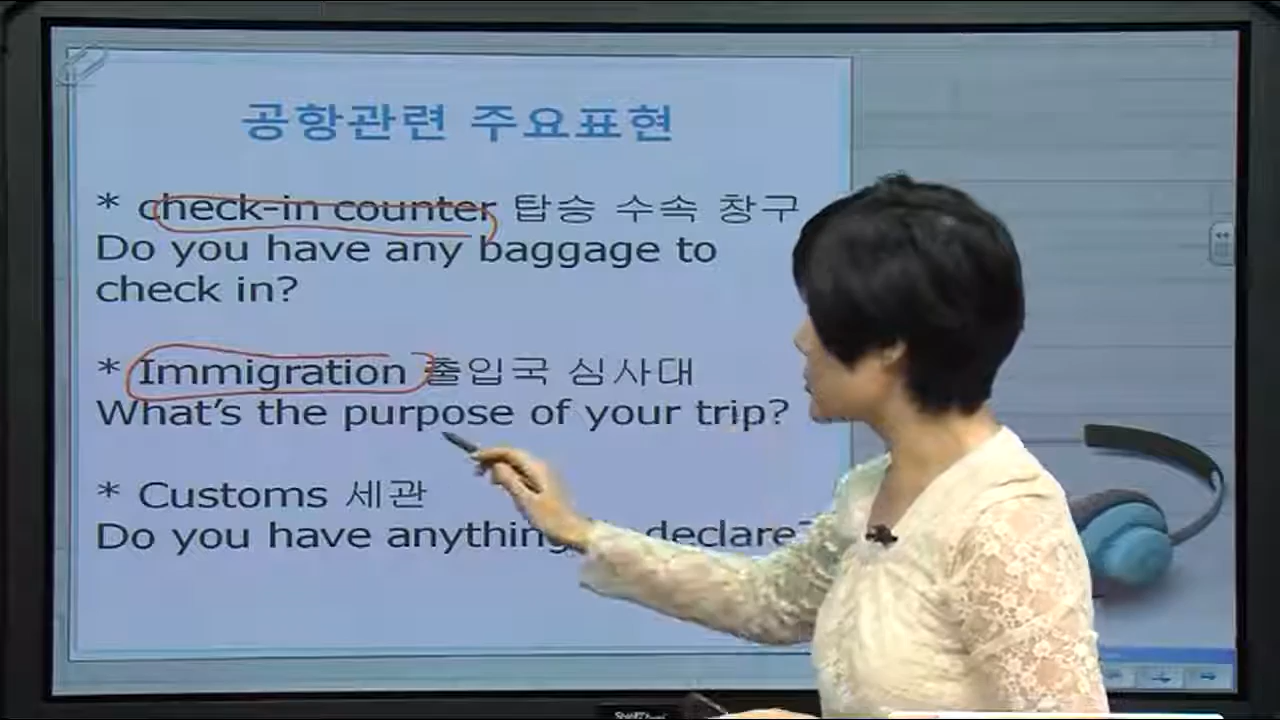 공항관련 주요표현
* check-in counter 탑승 수속 창구
Do you have any baggage to
check in?
* Immigration 출입국 심사대
What's the purpose of your trip?
* Customs 세관
Do you have anything declare?